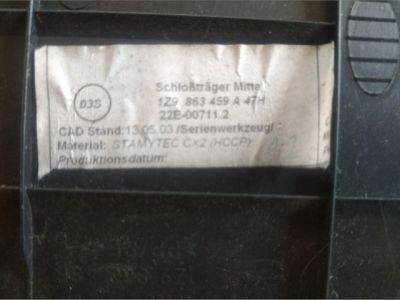 03S
Schloßträger Mitte
1Z9 863 459 A 47H
22E-00711.2
CAD Stand: 13.05.03 /Serienwerkzeug/
Material: STAMYTEC CX2 (HCCP)
Produktionsdatum: